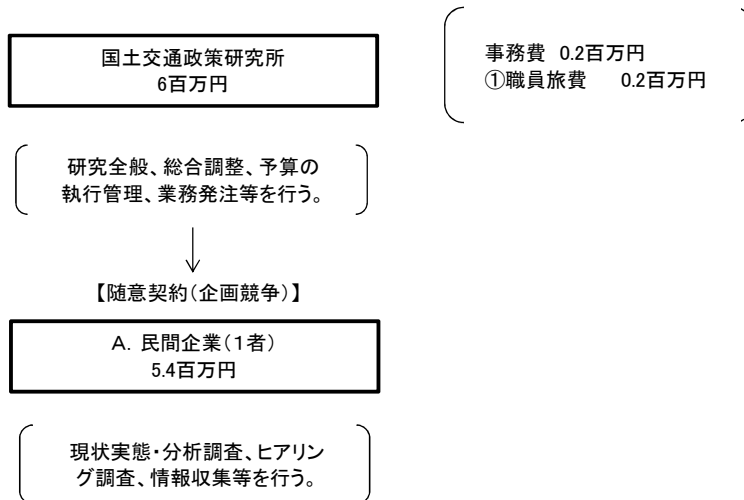 国土交通政策研究所
6百万円
事務費 0.2百万円
①職員旅費 0.2百万円
研究全般、総合調整、予算の
執行管理、業務発注等を行う。
【随意契約(企画競争)】
A. 民間企業(1者)
5.4百万円
現状実態・分析調査、ヒアリン
グ調査、情報収集等を行う。